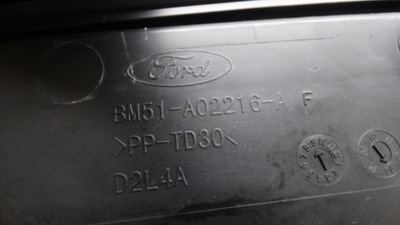 Ford
BM51-A02216-A F
>PP-TD30<
D2L4A